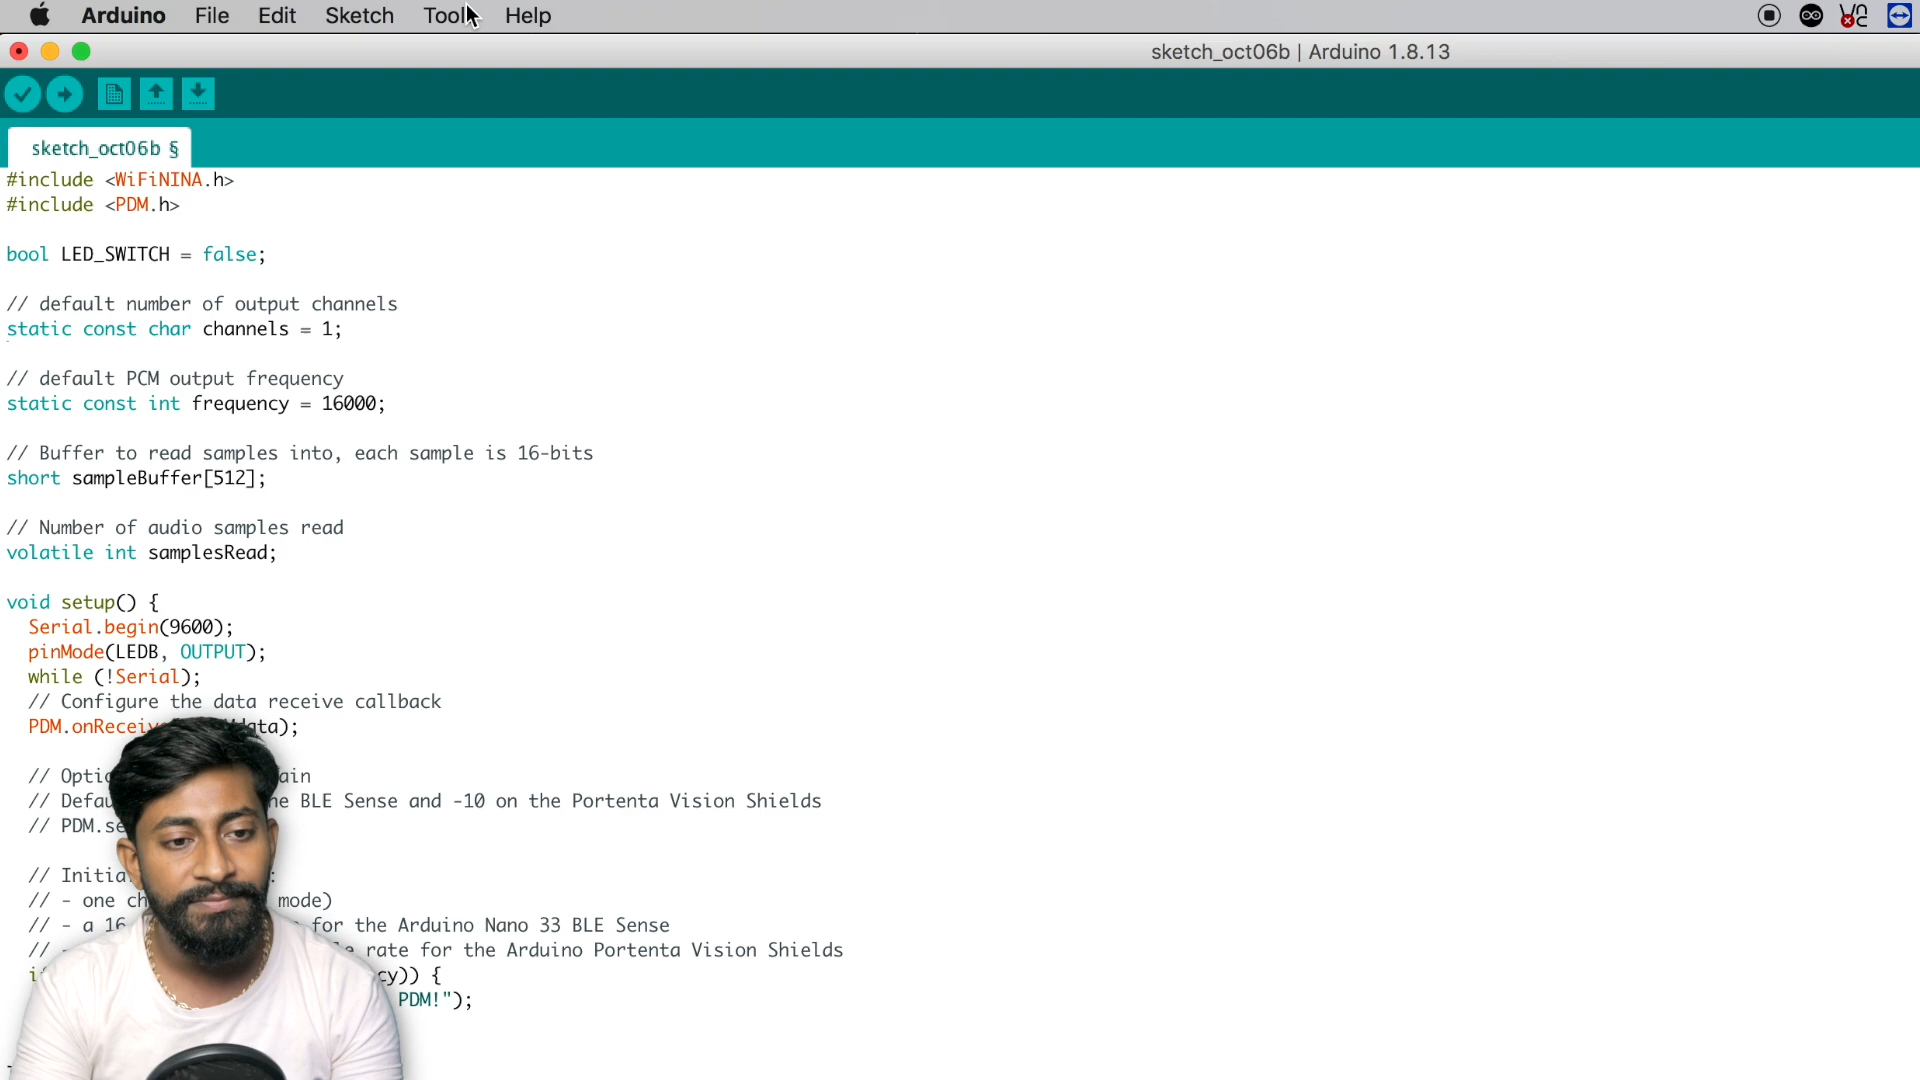 Arduino File Edit Sketch Tool Help
sketch_oct06b | Arduino 1.8.13
sketch_oct06b §
#include <WiFiNINA.h>
#include <PDM.h>
bool LED_SWITCH = false;
// default number of output channels
static const char channels = 1;
// default PCM output frequency
static const int frequency = 16000;
// Buffer to read samples into, each sample is 16-bits
short sampleBuffer[512];
// Number of audio samples read
volatile int samplesRead;
void setup() {
Serial.begin(9600);
pinMode(LEDB, OUTPUT);
while (!Serial);
// Configure the data receive callback
PDM.onReceiv data);
// Optio ain
// Defau he BLE Sense and -10 on the Portenta Vision Shields
// PDM.se
// Initia :
// - one ch mode)
// - a 16 for the Arduino Nano 33 BLE Sense
// rate for the Arduino Portenta Vision Shields
i cy)) {
PDM!");